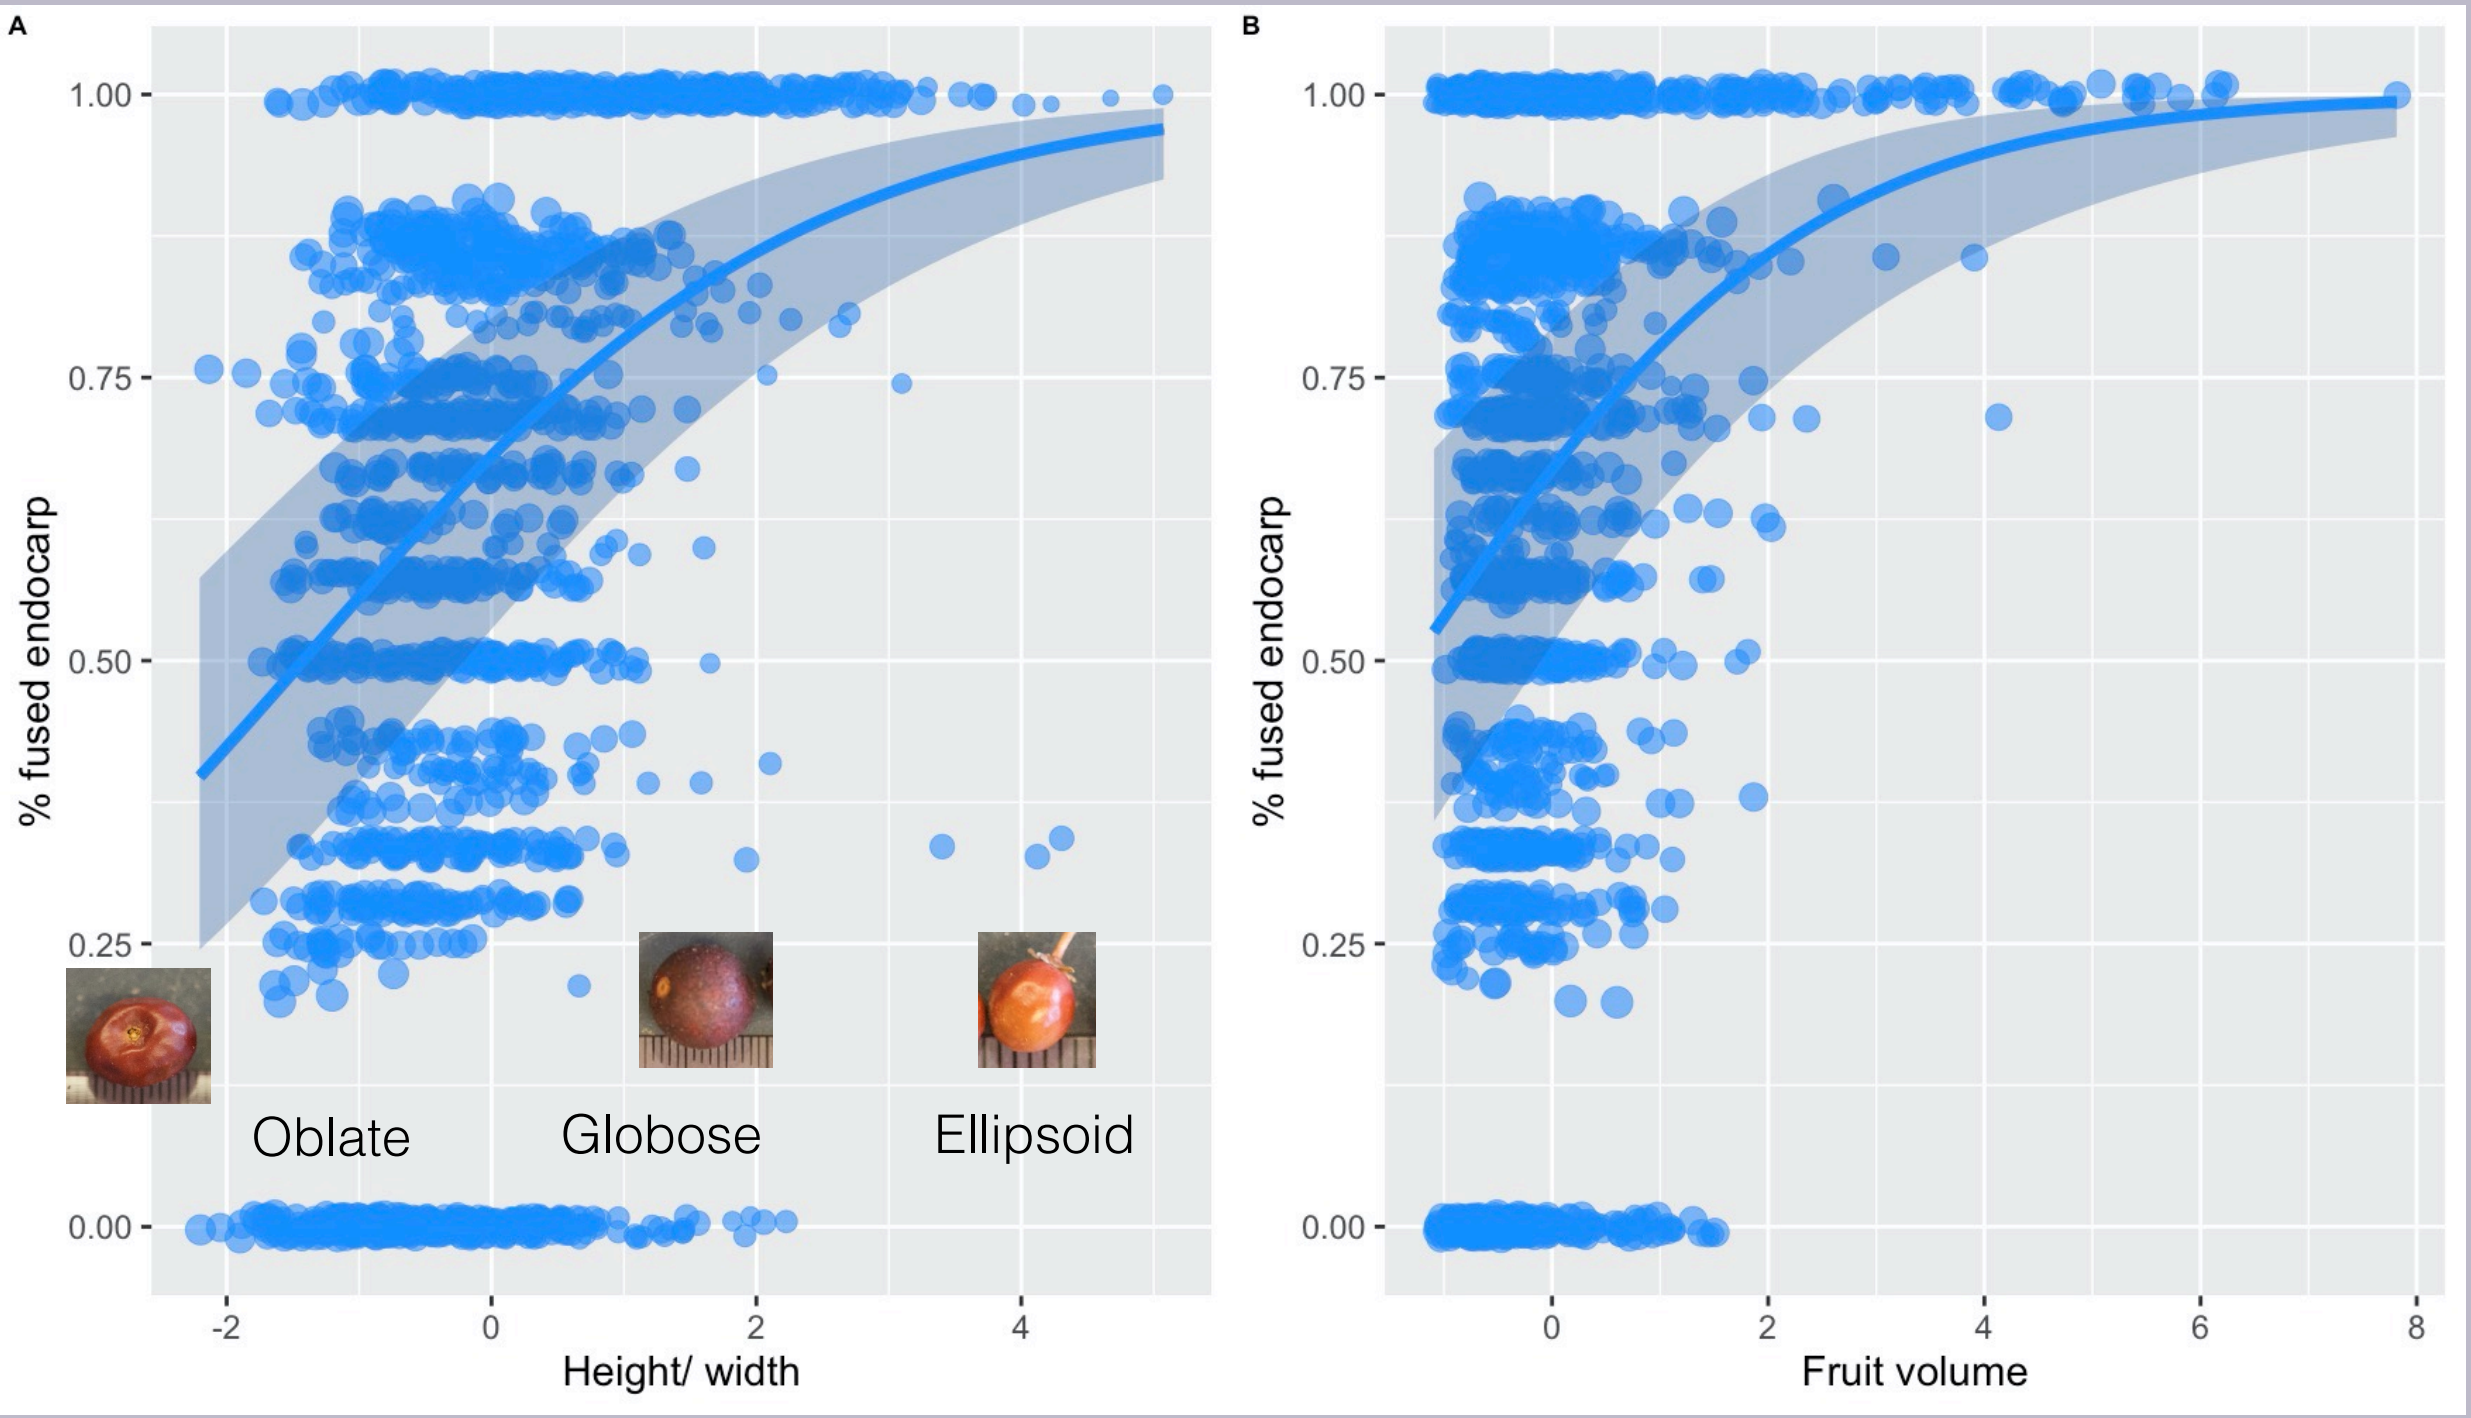 A
% fused endocarp
1.00
0.75
0.50
0.25
0.00
Oblate
Globose
Ellipsoid
-2
0
2
4
Height/ width
B
% fused endocarp
1.00
0.75
0.50
0.25
0.00
0
2
4
6
8
Fruit volume